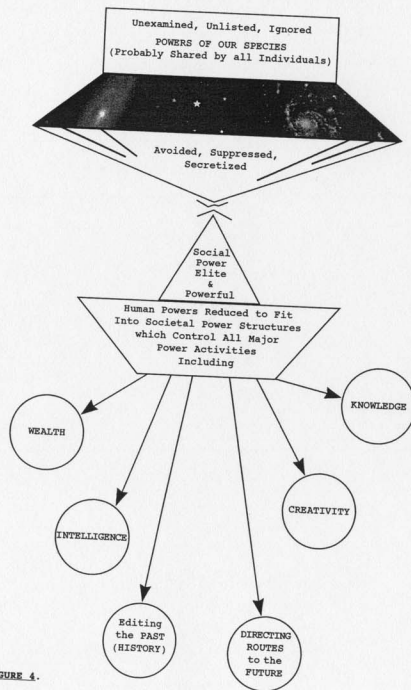 Unexamined, Unlisted, Ignored
POWERS OF OUR SPECIES
(Probably Shared by all Individuals)
Avoided, Suppressed,
Secretized
Social
Power
Elite
&
Powerful
Human Powers Reduced to Fit
Into Societal Power Structures
which Control All Major
Power Activities
Including
KNOWLEDGE
WEALTH
CREATIVITY
INTELLIGENCE
Editing
the PAST
(HISTORY)
DIRECTING
ROUTES
to the
FUTURE
GURE 4.